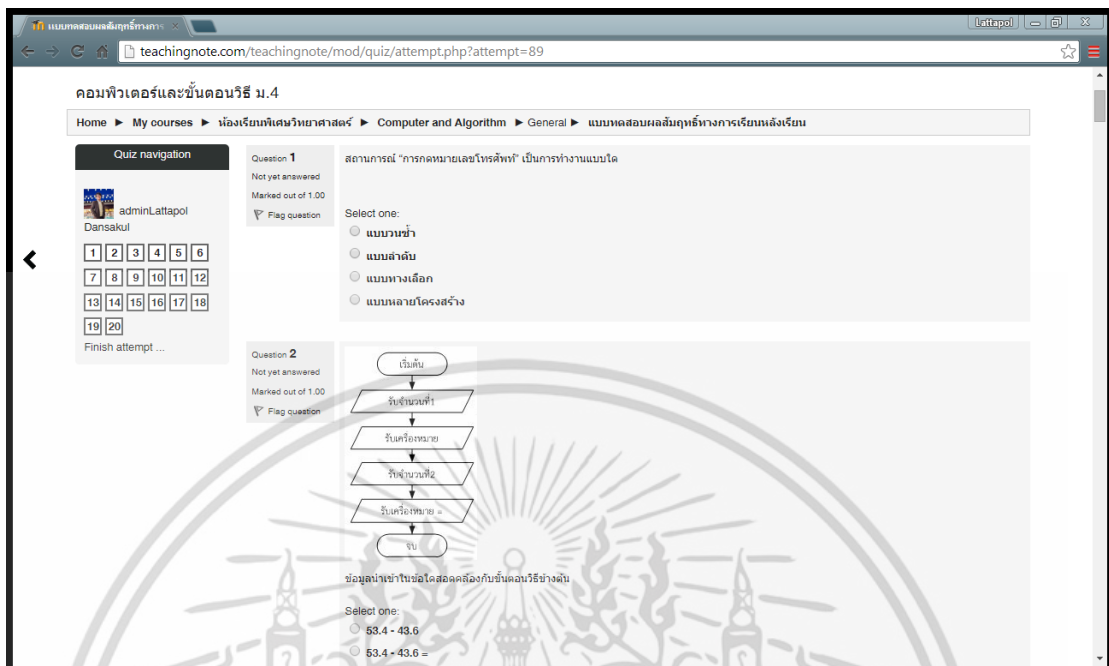 แบบทดสอบผลสัมฤทธิ์ทางการ
Lattapol
teachingnote.com/teachingnote/mod/quiz/attempt.php?attempt=89
คอมพิวเตอร์และขั้นตอนวิธี ม.4
Home ► My courses ► ห้องเรียนพิเศษวิทยาศาสตร์ ► Computer and Algorithm ► General ► แบบทดสอบผลสัมฤทธิ์ทางการเรียนหลังเรียน
Quiz navigation
adminLattapol
Dansakul
1 2 3 4 5 6
7 8 9 10 11 12
13 14 15 16 17 18
19 20
Finish attempt ...
Question 1
Not yet answered
Marked out of 1.00
Flag question
สถานการณ์ "การกดหมายเลขโทรศัพท์" เป็นการทำงานแบบใด
Select one:
แบบวนซ้ำ
แบบลำดับ
แบบทางเลือก
แบบหลายโครงสร้าง
Question 2
Not yet answered
Marked out of 1.00
Flag question
เริ่มต้น
รับจำนวนที่1
รับเครื่องหมาย
รับจำนวนที่2
รับเครื่องหมาย =
จบ
ข้อมูลนำเข้าในข้อใดสอดคล้องกับขั้นตอนวิธีข้างต้น
Select one:
53.4 - 43.6
53.4 - 43.6 =